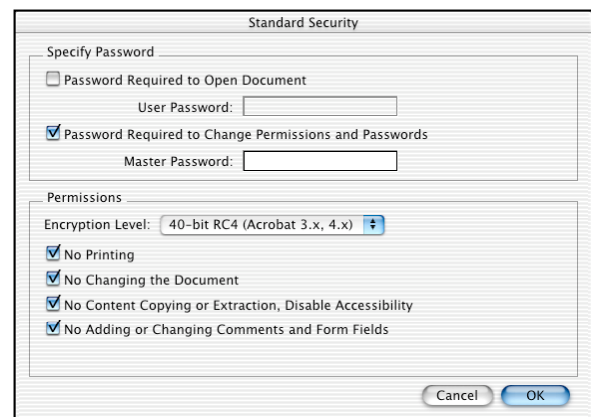 Standard Security
Specify Password
Password Required to Open Document
User Password:
Password Required to Change Permissions and Passwords
Master Password:
Permissions
Encryption Level: 40-bit RC4 (Acrobat 3.x, 4.x)
No Printing
No Changing the Document
No Content Copying or Extraction, Disable Accessibility
No Adding or Changing Comments and Form Fields
Cancel OK